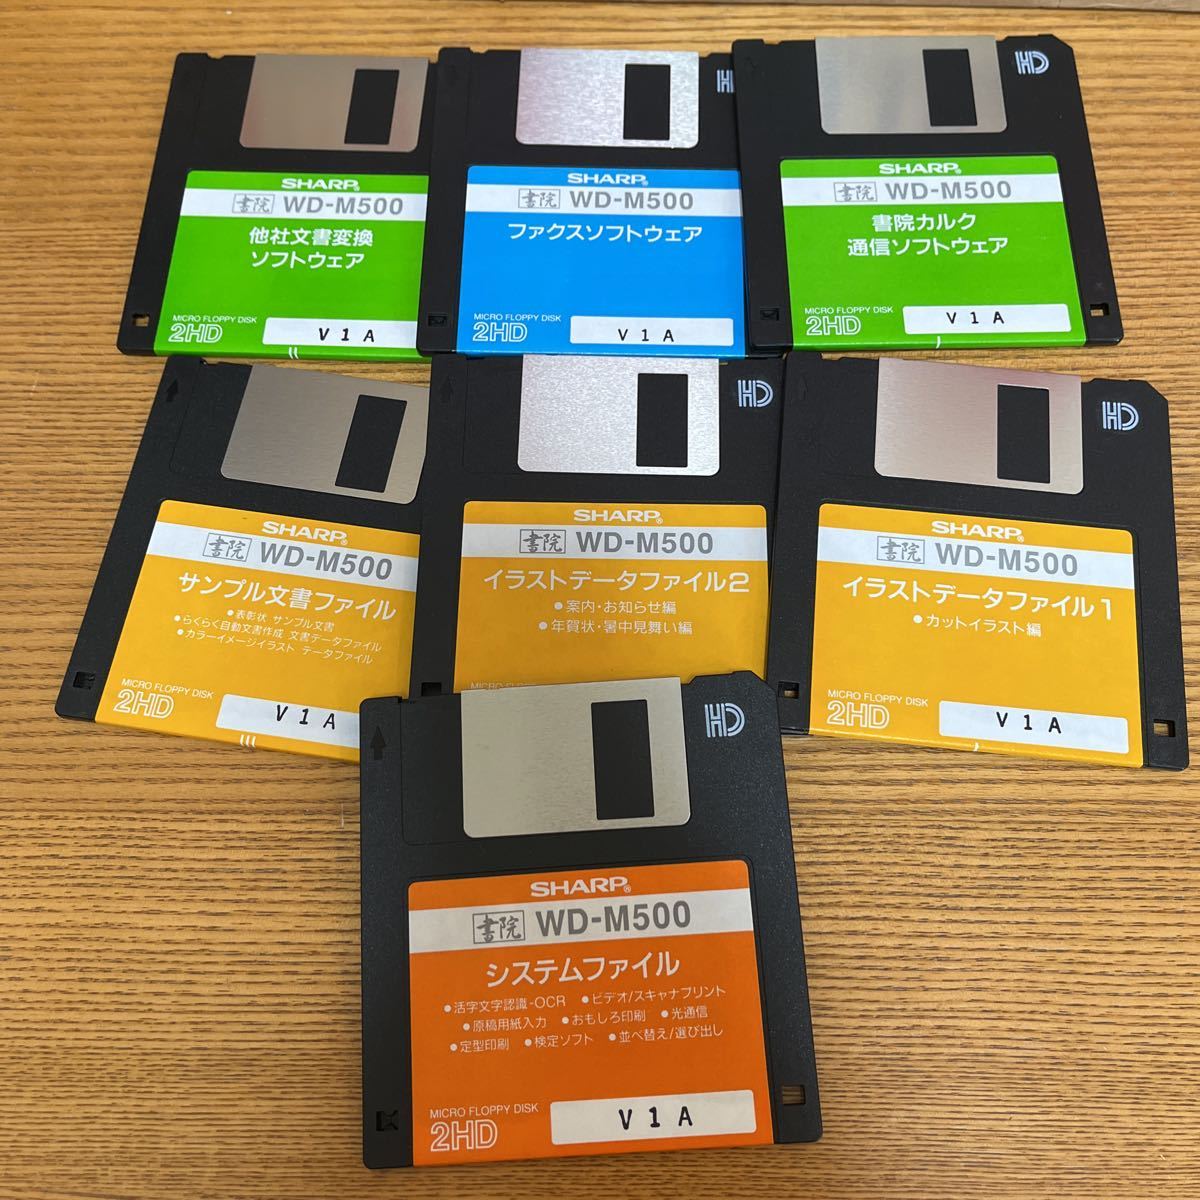 SHARP®
書院 WD-M500
他社文書変換
ソフトウェア
MICRO FLOPPY DISK
2HD
V 1 A
SHARP®
書院 WD-M500
ファクスソフトウェア
MICRO FLOPPY DISK
2HD
V 1 A
HD
SHARP®
書院 WD-M500
書院カルク
通信ソフトウェア
MICRO FLOPPY DISK
2HD
V 1 A
SHARP®
書院 WD-M500
サンプル文書ファイル
●表彰状 サンプル文書
●らくらく自動文書作成 文書データファイル
●カラーイメージイラスト データファイル
MICRO FLOPPY DISK
2HD
V 1 A
HD
SHARP®
書院 WD-M500
イラストデータファイル2
●案内・お知らせ編
●年賀状・暑中見舞い編
HD
SHARP®
書院 WD-M500
イラストデータファイル1
●カットイラスト編
MICRO FLOPPY DISK
2HD
V 1 A
HD
SHARP®
書院 WD-M500
システムファイル
●活字文字認識-OCR ●ビデオ/スキャナプリント
●原稿用紙入力 ●おもしろ印刷 ●光通信
●定型印刷 ●検定ソフト ●並べ替え/選び出し
MICRO FLOPPY DISK
2HD
V 1 A